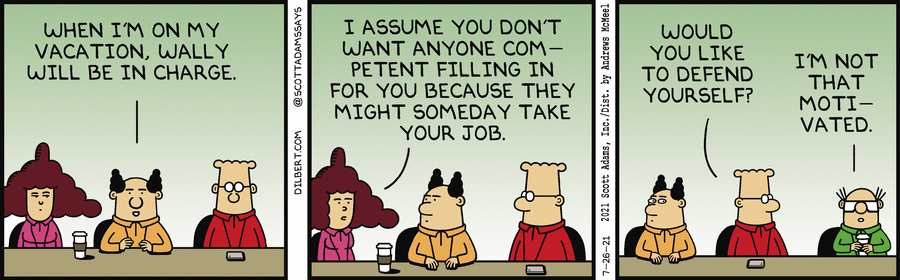 WHEN I'M ON MY
VACATION, WALLY
WILL BE IN CHARGE.
DILBERT.COM @SCOTTADAMSSAYS
I ASSUME YOU DON'T
WANT ANYONE COM–
PETENT FILLING IN
FOR YOU BECAUSE THEY
MIGHT SOMEDAY TAKE
YOUR JOB.
7-26-21 2021 Scott Adams, Inc./Dist. by Andrews McMeel
WOULD
YOU LIKE
TO DEFEND
YOURSELF?
I'M NOT
THAT
MOTI–
VATED.